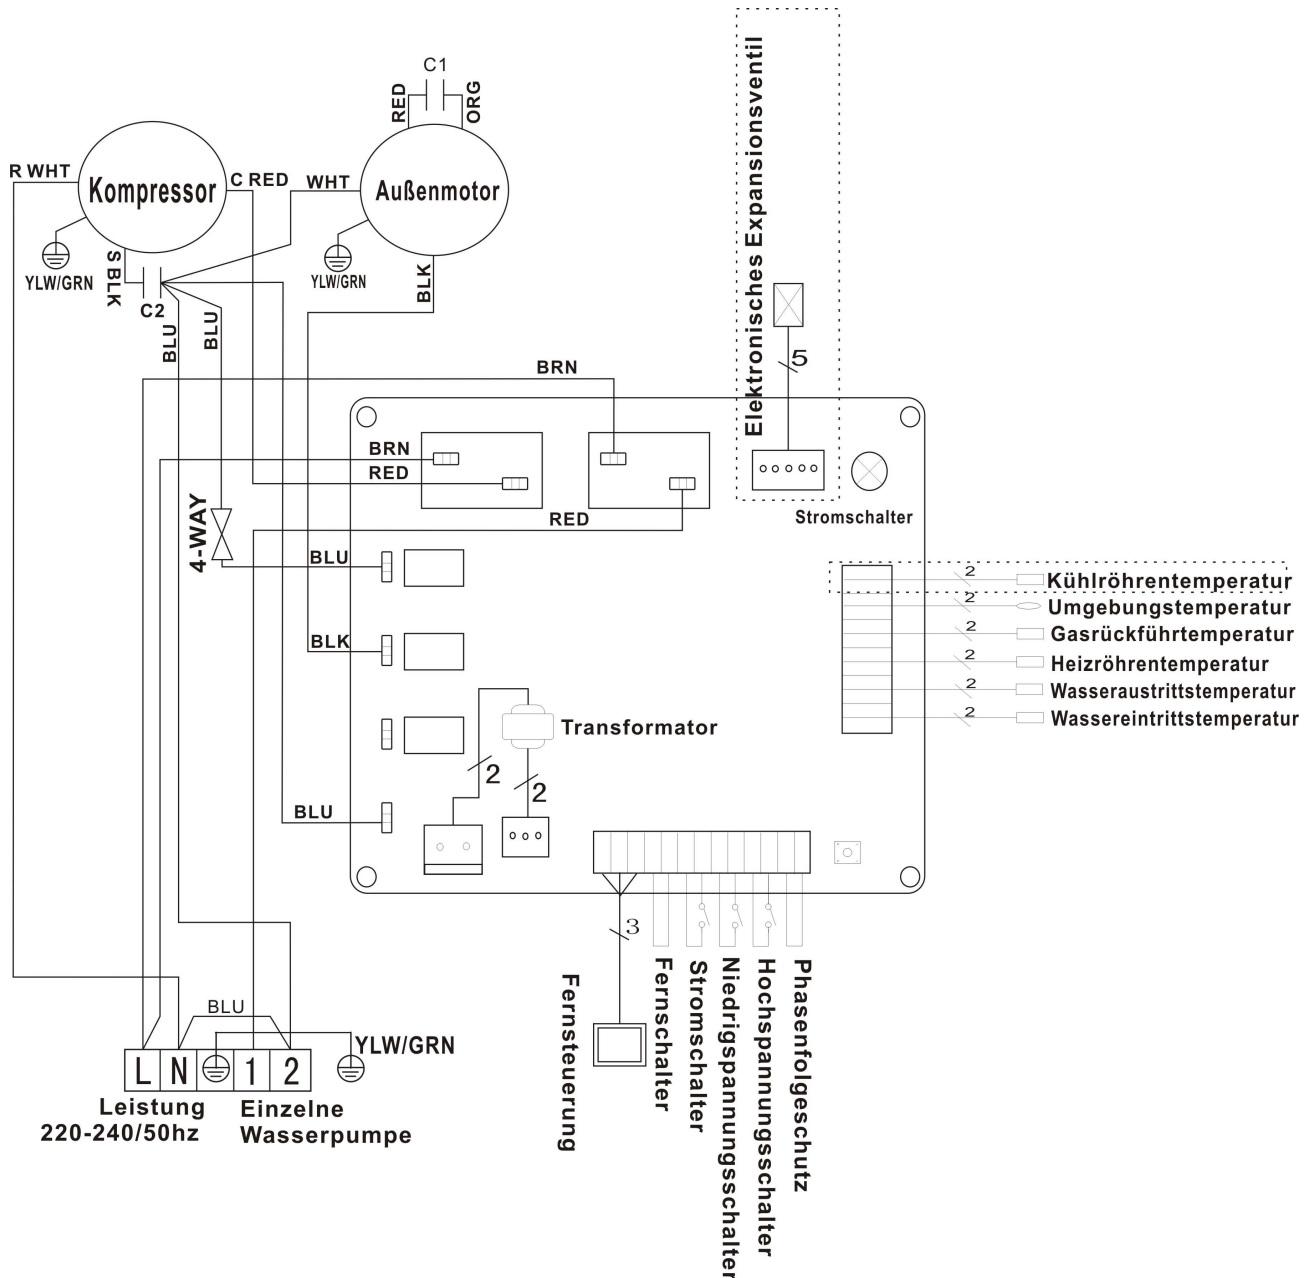 C1
RED
ORG
R WHT
Kompressor
C RED
WHT
Außenmotor
YLW/GRN
S BLK
C2
YLW/GRN
BLK
BLU
BLU
Elektronisches Expansionsventil
5
BRN
BRN
RED
RED
Stromschalter
4-WAY
BLU
BLK
BLU
2
Kühlröhrentemperatur
2
Umgebungstemperatur
2
Gasrückführtemperatur
2
Heizröhrentemperatur
2
Wasseraustrittstemperatur
2
Wassereintrittstemperatur
Transformator
2
2
3
Fernsteuerung
Fernschalter
Stromschalter
Niedrigspannungsschalter
Hochspannungsschalter
Phasenfolgeschutz
BLU
YLW/GRN
L N 1 2
Leistung
220-240/50hz
Einzelne
Wasserpumpe